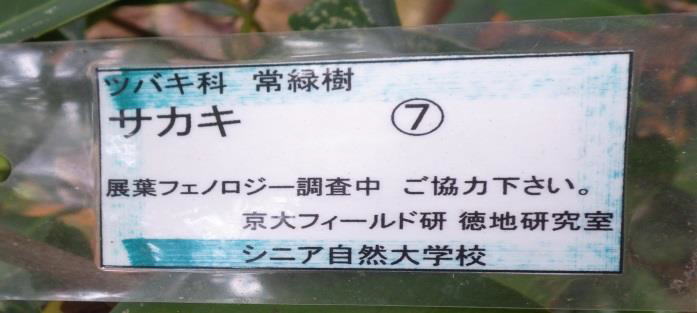 ツバキ科 常緑樹
サカキ ⑦
展葉フェノロジー調査中 ご協力下さい。
京大フィールド研 徳地研究室
シニア自然大学校